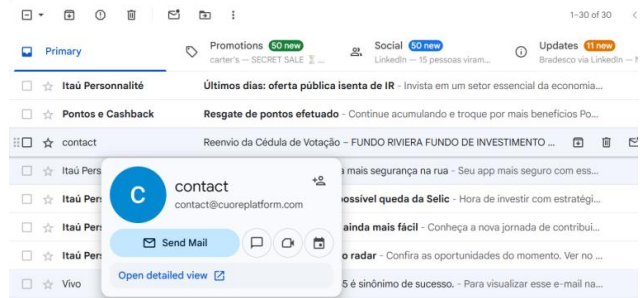 1–30 of 30
Primary
Promotions 50 new
carter's — SECRET SALE ⏳ ...
Social 50 new
LinkedIn — 15 pessoas viram...
Updates 11 new
Bradesco via LinkedIn —
Itaú Personnalité Últimos dias: oferta pública isenta de IR - Invista em um setor essencial da economia...
Pontos e Cashback Resgate de pontos efetuado - Continue acumulando e troque por mais benefícios Po...
contact Reenvio da Cédula de Votação – FUNDO RIVIERA FUNDO DE INVESTIMENTO ...
Itaú Pers a mais segurança na rua - Seu app mais seguro com ess...
Itaú Pers ossível queda da Selic - Hora de investir com estratégi...
Itaú Pers ainda mais fácil - Conheça a nova jornada de contribui...
Itaú Pers o radar - Confira as oportunidades do momento. Ver no ...
Vivo 5 é sinônimo de sucesso. - Para visualizar esse e-mail na...
C
contact
contact@cuoreplatform.com
Send Mail
Open detailed view